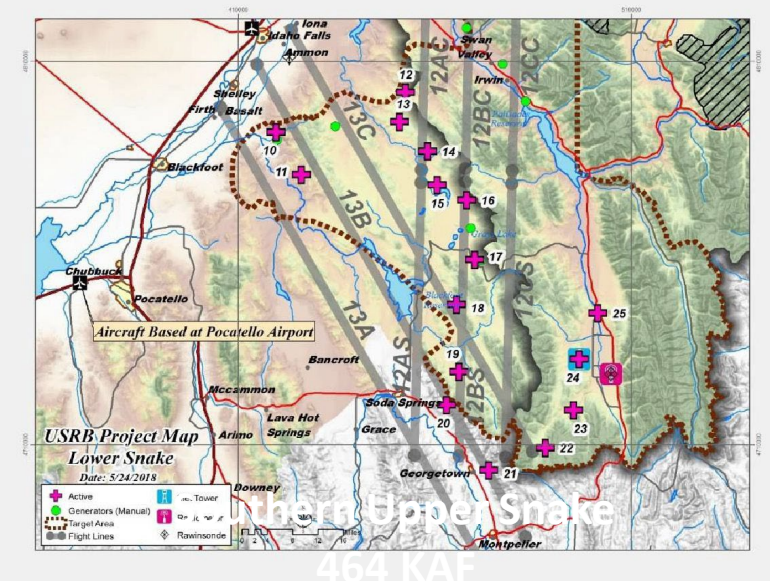 410000
510000
Iona
Idaho Falls
Ammon
Swan
Valley
Irwin
Shelley
Firth Basalt
Blackfoot
Chubbuck
Pocatello
Aircraft Based at Pocatello Airport
Bancroft
Mccammon
Soda Springs
Lava Hot
Springs
Arimo
Grace
Downey
Georgetown
Montpelier
12AC
12BC
12CC
13C
13B
13A
12AS
12BS
10
11
12
13
14
15
16
17
18
19
20
21
22
23
24
25
USRB Project Map
Lower Snake
Date: 5/24/2018
Active
Generators (Manual)
Target Area
Flight Lines
Tower
Rawinsonde
Miles
Upper Snake
464 KAF